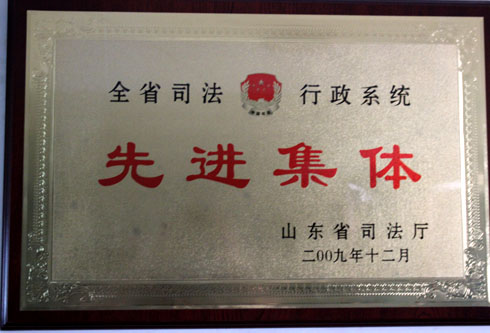 全省司法 行政系统
先进集体
山东省司法厅
二00九年十二月